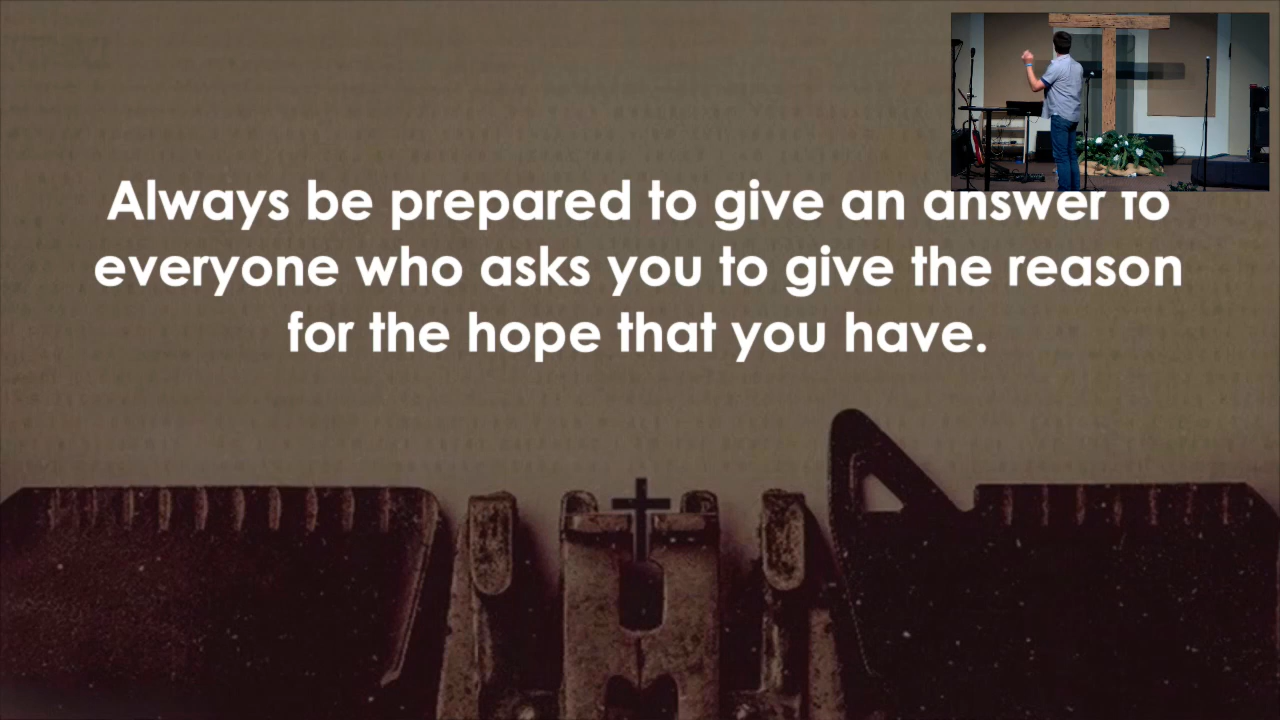 Always be prepared to give an answer to
everyone who asks you to give the reason
for the hope that you have.